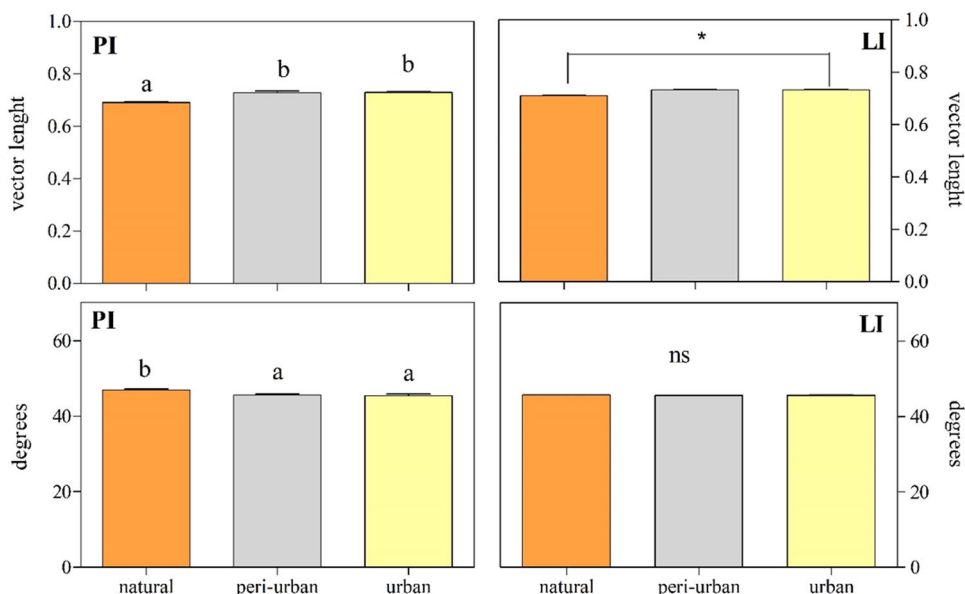 1.0
PI
a
b
b
0.8
0.6
0.4
0.2
0.0
vector lenght
*
LI
1.0
0.8
0.6
0.4
0.2
0.0
vector lenght
PI
b
a
a
60
40
20
0
degrees
natural
peri-urban
urban
LI
ns
60
40
20
0
degrees
natural
peri-urban
urban